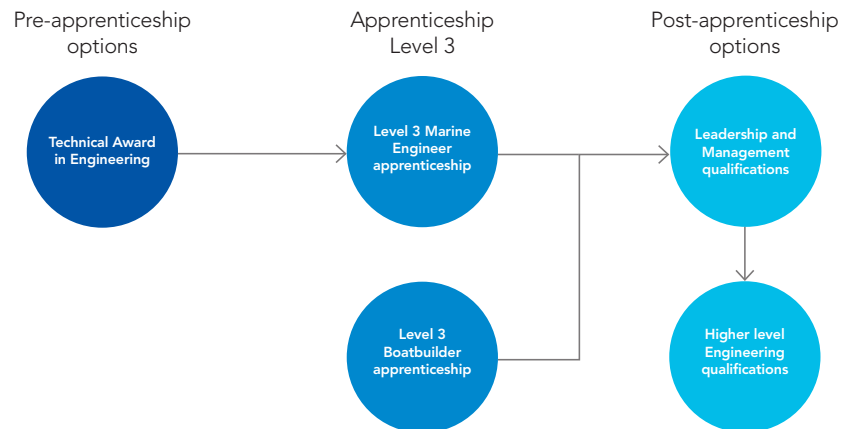 Pre-apprenticeship
options
Apprenticeship
Level 3
Post-apprenticeship
options
Technical Award
in Engineering
Level 3 Marine
Engineer
apprenticeship
Leadership and
Management
qualifications
Level 3
Boatbuilder
apprenticeship
Higher level
Engineering
qualifications